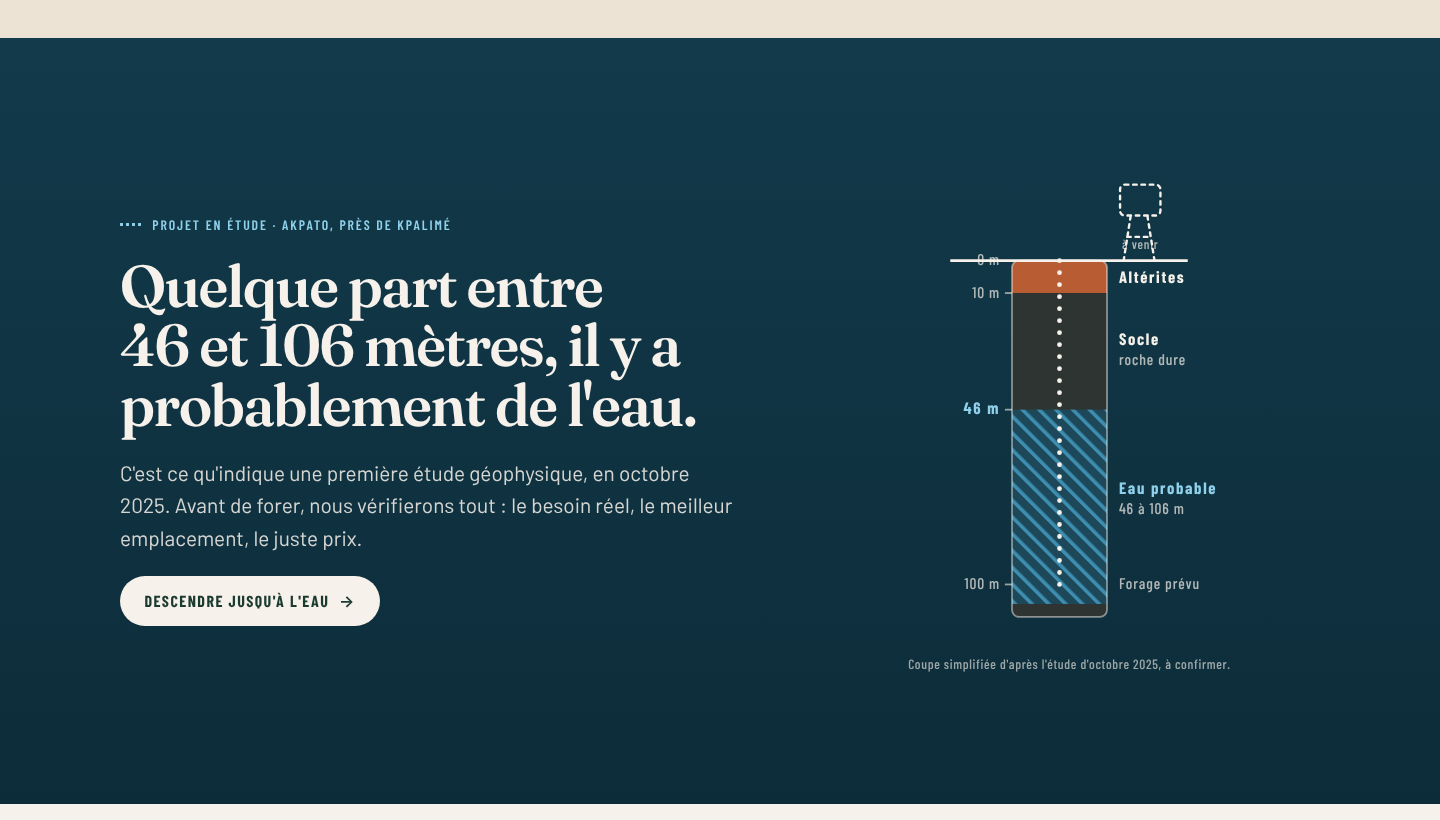 PROJET EN ÉTUDE · AKPATO, PRÈS DE KPALIMÉ
Quelque part entre
46 et 106 mètres, il y a
probablement de l'eau.
C'est ce qu'indique une première étude géophysique, en octobre
2025. Avant de forer, nous vérifierons tout : le besoin réel, le meilleur
emplacement, le juste prix.
DESCENDRE JUSQU'À L'EAU →
à venir
0 m
Altérites
10 m
Socle
roche dure
46 m
Eau probable
46 à 106 m
100 m
Forage prévu
Coupe simplifiée d'après l'étude d'octobre 2025, à confirmer.